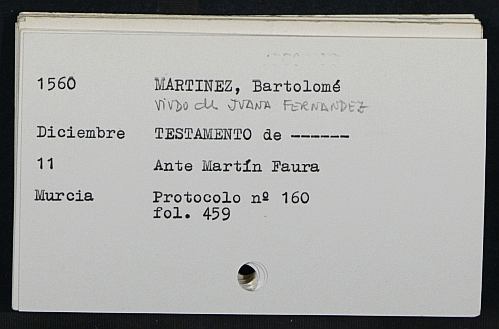 1560 MARTINEZ, Bartolomé
VIUDO de JUANA FERNANDEZ
Diciembre TESTAMENTO de ------
11 Ante Martín Faura
Murcia Protocolo nº 160
fol. 459